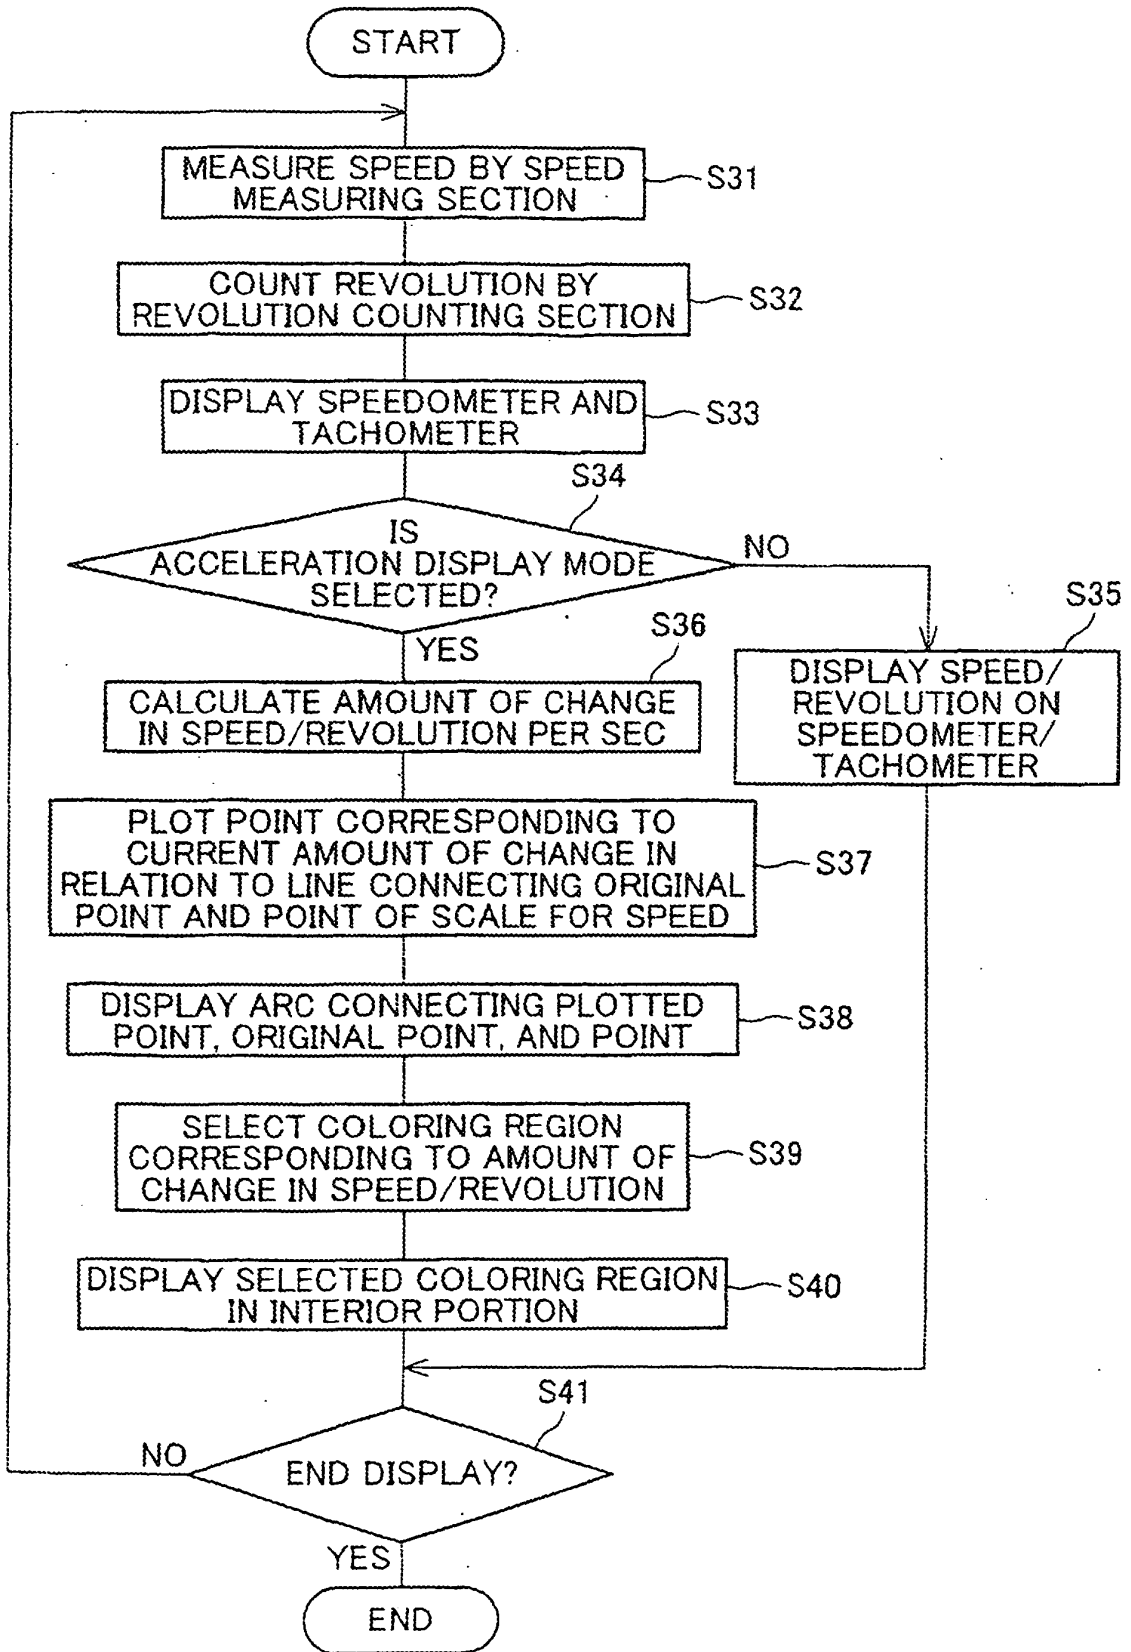 START
MEASURE SPEED BY SPEED
MEASURING SECTION
S31
COUNT REVOLUTION BY
REVOLUTION COUNTING SECTION
S32
DISPLAY SPEEDOMETER AND
TACHOMETER
S33
S34
IS
ACCELERATION DISPLAY MODE
SELECTED?
NO
YES
S35
DISPLAY SPEED/
REVOLUTION ON
SPEEDOMETER/
TACHOMETER
S36
CALCULATE AMOUNT OF CHANGE
IN SPEED/REVOLUTION PER SEC
PLOT POINT CORRESPONDING TO
CURRENT AMOUNT OF CHANGE IN
RELATION TO LINE CONNECTING ORIGINAL
POINT AND POINT OF SCALE FOR SPEED
S37
DISPLAY ARC CONNECTING PLOTTED
POINT, ORIGINAL POINT, AND POINT
S38
SELECT COLORING REGION
CORRESPONDING TO AMOUNT OF
CHANGE IN SPEED/REVOLUTION
S39
DISPLAY SELECTED COLORING REGION
IN INTERIOR PORTION
S40
S41
END DISPLAY?
NO
YES
END